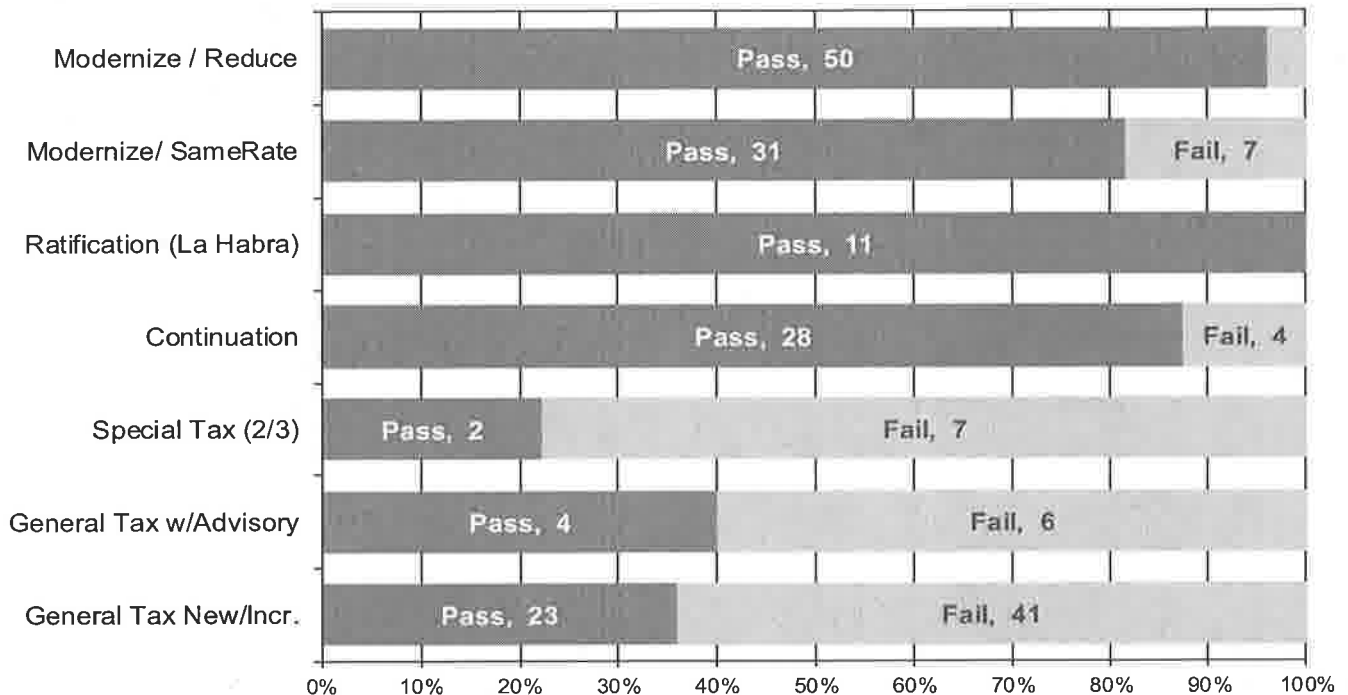 Modernize / Reduce
Pass, 50
Modernize/ SameRate
Pass, 31
Fail, 7
Ratification (La Habra)
Pass, 11
Continuation
Pass, 28
Fail, 4
Special Tax (2/3)
Pass, 2
Fail, 7
General Tax w/Advisory
Pass, 4
Fail, 6
General Tax New/Incr.
Pass, 23
Fail, 41
0% 10% 20% 30% 40% 50% 60% 70% 80% 90% 100%